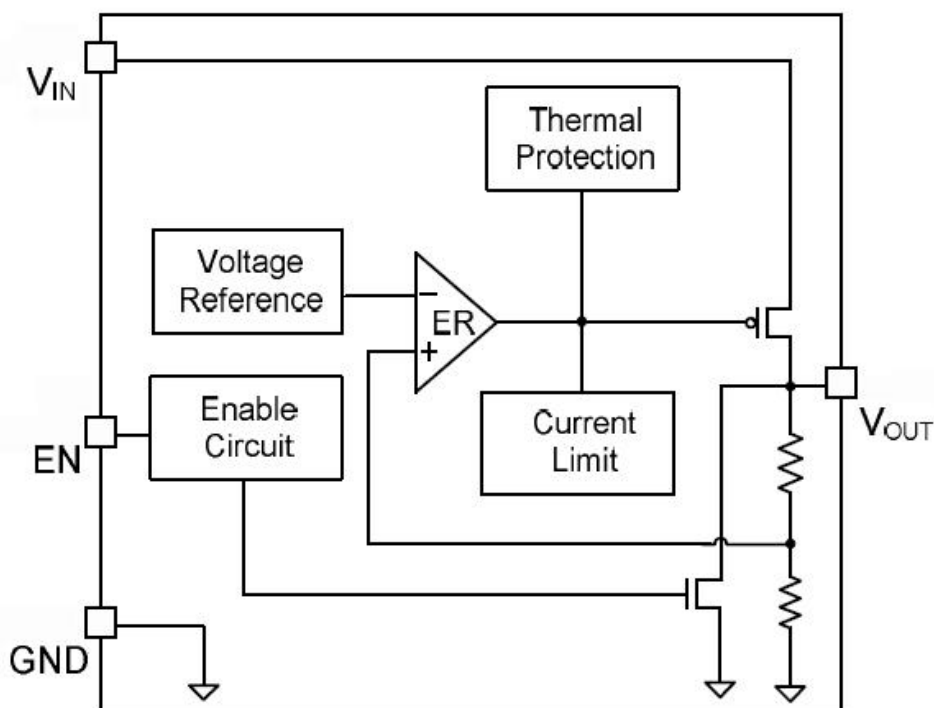 VIN
Thermal
Protection
Voltage
Reference
−
ER
+
Enable
Circuit
EN
Current
Limit
VOUT
GND